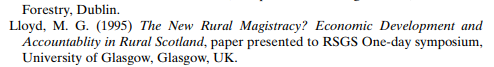 Forestry, Dublin.
Lloyd, M. G. (1995) The New Rural Magistracy? Economic Development and
Accountablity in Rural Scotland, paper presented to RSGS One-day symposium,
University of Glasgow, Glasgow, UK.